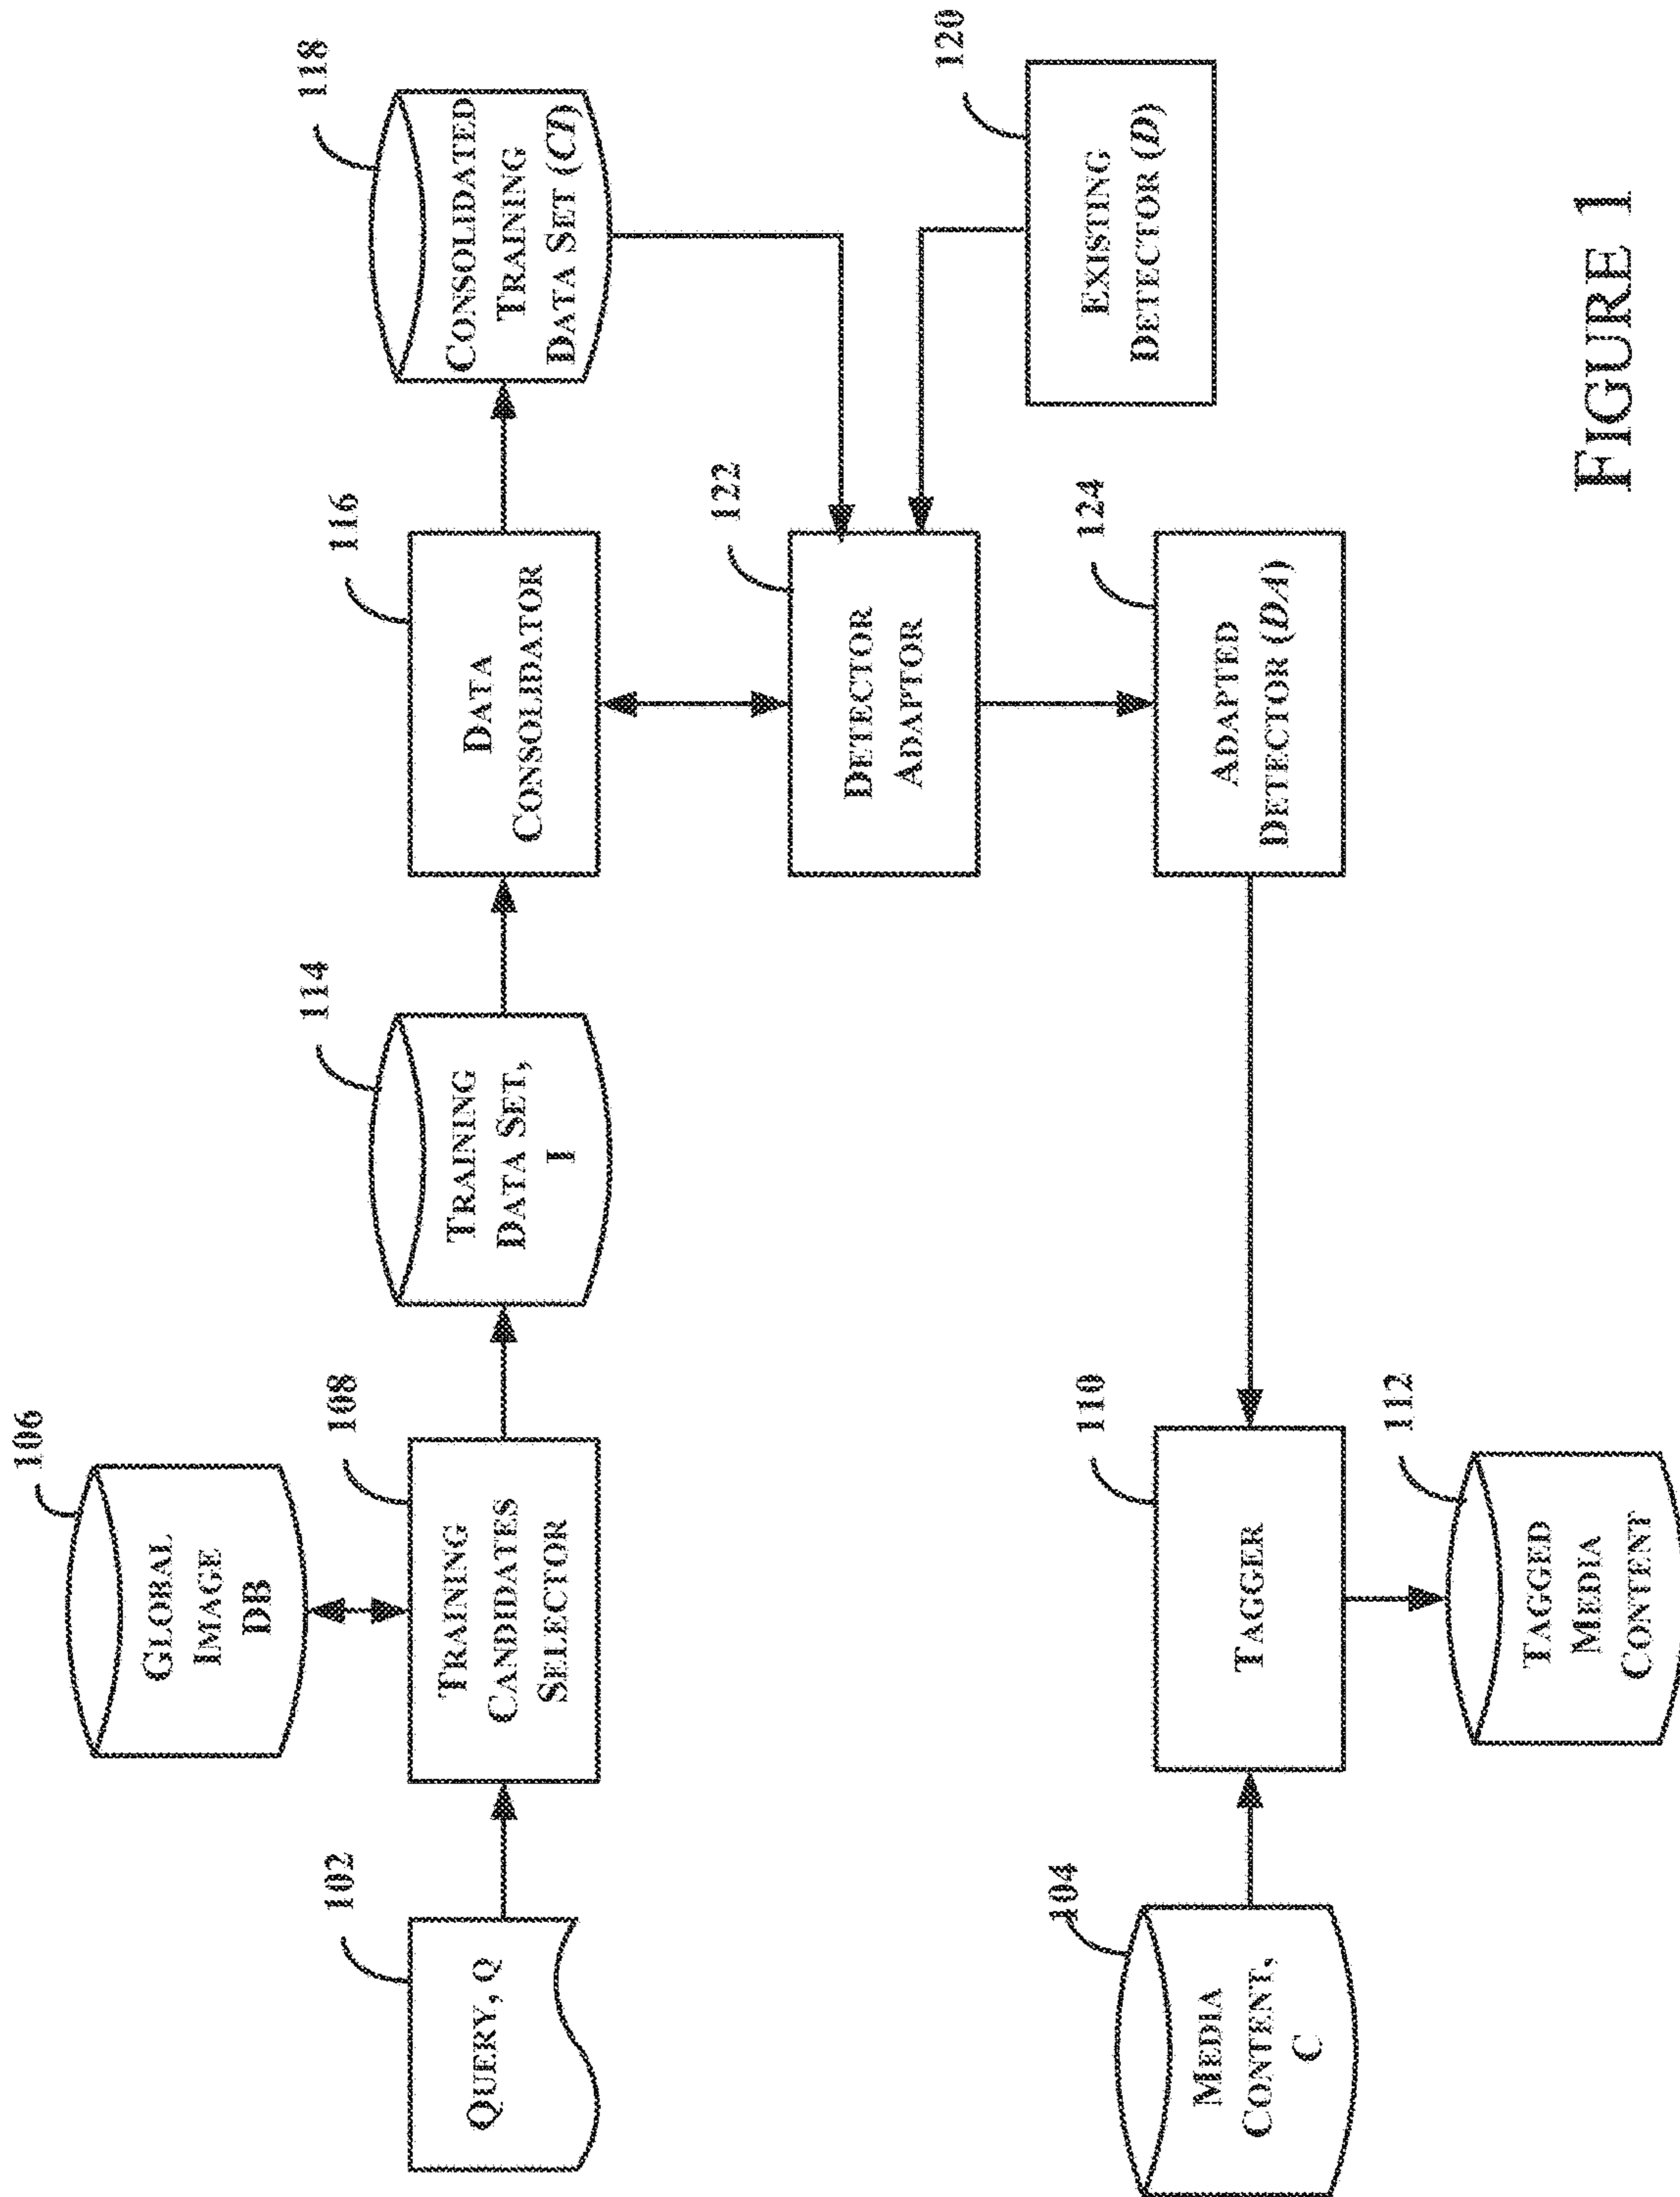 106
GLOBAL
IMAGE
DB
102
QUERY, Q
108
TRAINING
CANDIDATES
SELECTOR
114
TRAINING
DATA SET,
I
116
DATA
CONSOLIDATOR
118
CONSOLIDATED
TRAINING
DATA SET (CI)
122
DETECTOR
ADAPTOR
120
EXISTING
DETECTOR (D)
104
MEDIA
CONTENT,
C
110
TAGGER
124
ADAPTED
DETECTOR (DA)
112
TAGGED
MEDIA
CONTENT
FIGURE 1